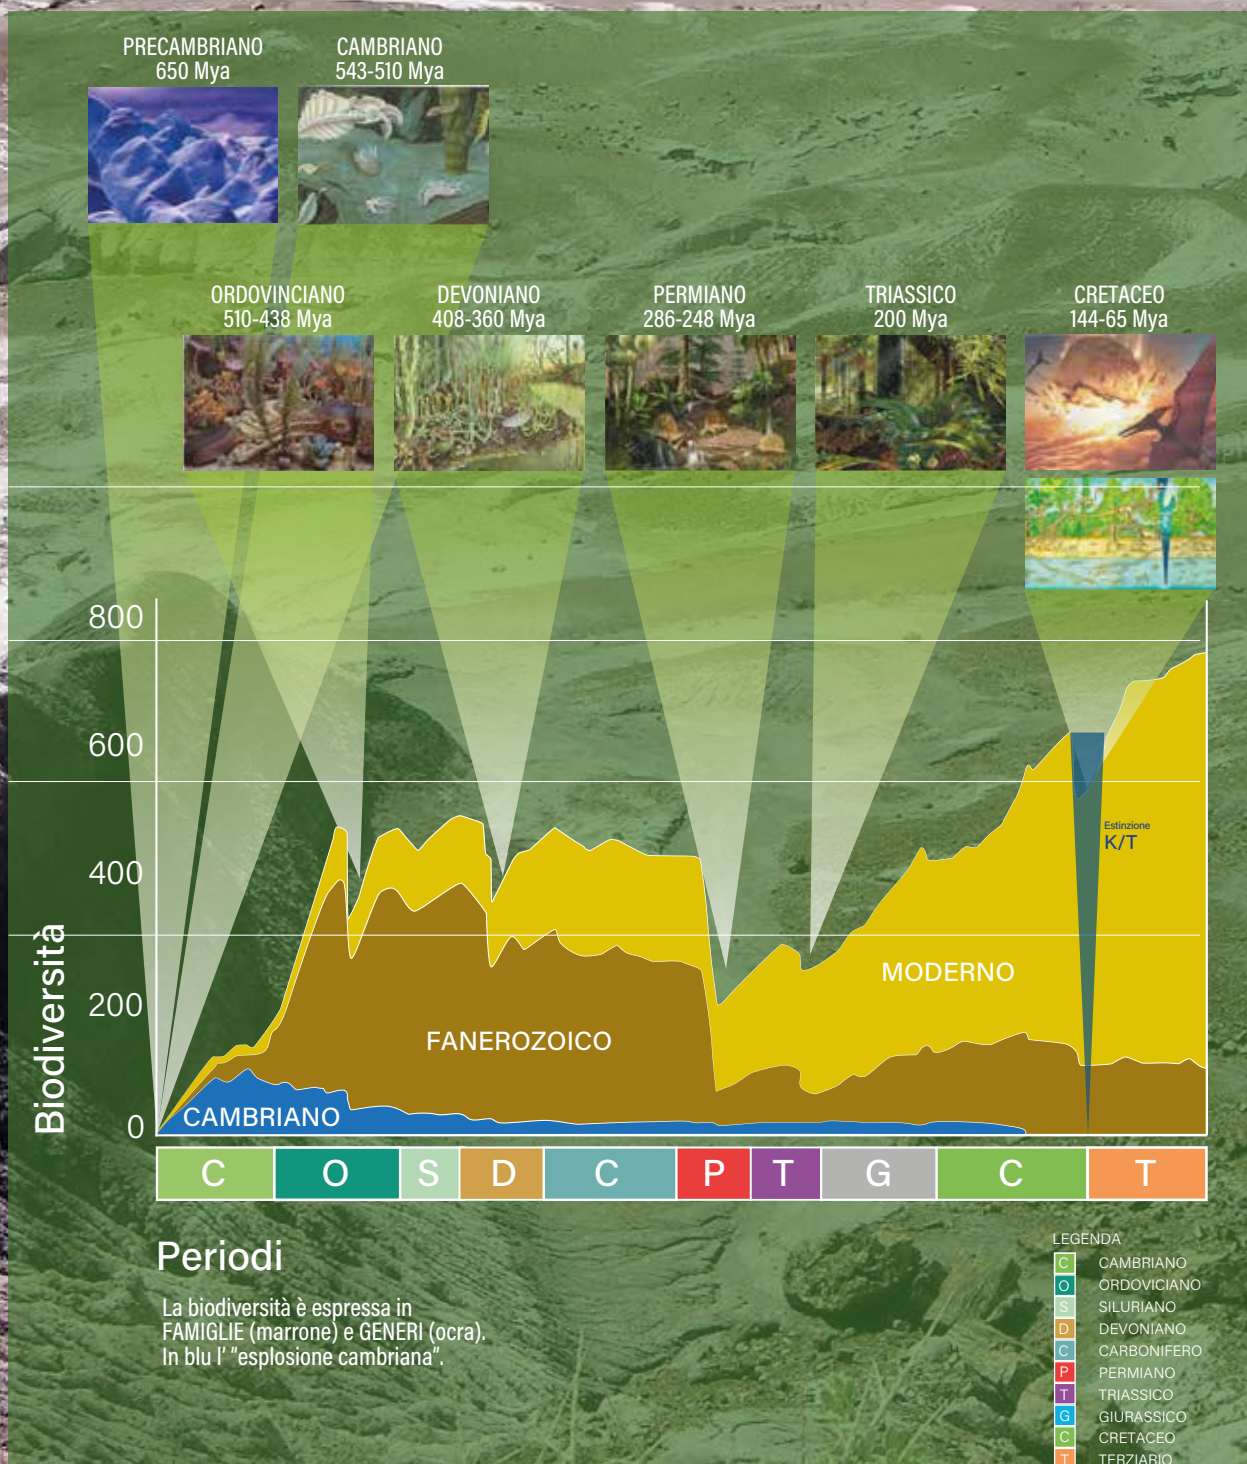 PRECAMBRIANO
650 Mya
CAMBRIANO
543-510 Mya
ORDOVINCIANO
510-438 Mya
DEVONIANO
408-360 Mya
PERMIANO
286-248 Mya
TRIASSICO
200 Mya
CRETACEO
144-65 Mya
Biodiversità
800
600
400
200
0
Estinzione
K/T
MODERNO
FANEROZOICO
CAMBRIANO
C O S D C P T G C T
Periodi
La biodiversità è espressa in
FAMIGLIE (marrone) e GENERI (ocra).
In blu l' "esplosione cambriana".
LEGENDA
C CAMBRIANO
O ORDOVICIANO
S SILURIANO
D DEVONIANO
C CARBONIFERO
P PERMIANO
T TRIASSICO
G GIURASSICO
C CRETACEO
T TERZIARIO